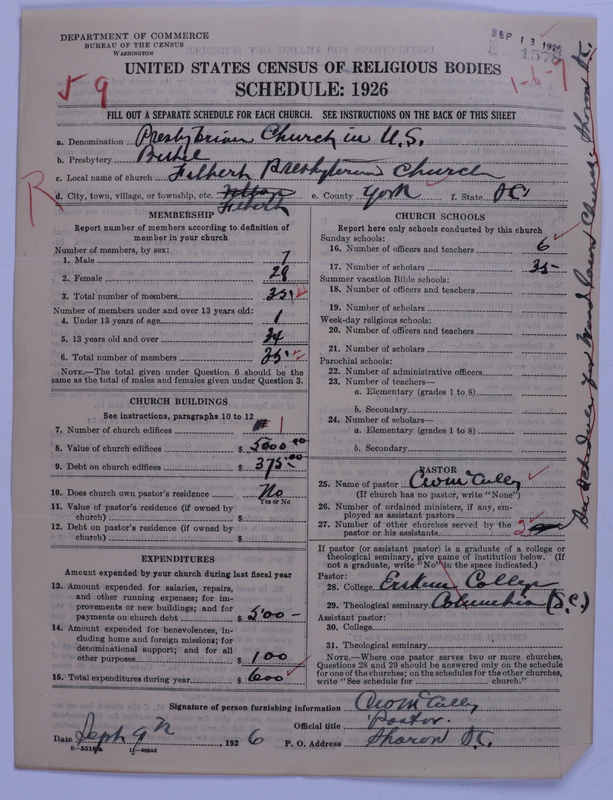 DEPARTMENT OF COMMERCE
BUREAU OF THE CENSUS
WASHINGTON
SEP 13 1926
1-6-7
59
UNITED STATES CENSUS OF RELIGIOUS BODIES
SCHEDULE: 1926
FILL OUT A SEPARATE SCHEDULE FOR EACH CHURCH. SEE INSTRUCTIONS ON THE BACK OF THIS SHEET
a. Denomination Presbyterian Church in U.S.
b. Presbytery Bethel
c. Local name of church Filbert Presbyterian Church
R
d. City, town, village, or township, etc. Filbert e. County York f. State S.C.
MEMBERSHIP
Report number of members according to definition of member in your church
Number of members, by sex:
1. Male 7
2. Female 28
3. Total number of members 35
Number of members under and over 13 years old:
4. Under 13 years of age 1
5. 13 years old and over 34
6. Total number of members 35
NOTE.—The total given under Question 6 should be the same as the total of males and females given under Question 3.
CHURCH BUILDINGS
See instructions, paragraphs 10 to 12
7. Number of church edifices 1
8. Value of church edifices $ 5000.00
9. Debt on church edifices $ 375.00
10. Does church own pastor's residence No
Yes or No
11. Value of pastor's residence (if owned by church) $
12. Debt on pastor's residence (if owned by church) $
EXPENDITURES
Amount expended by your church during last fiscal year
13. Amount expended for salaries, repairs, and other running expenses; for improvements or new buildings; and for payments on church debt $ 500-
14. Amount expended for benevolences, including home and foreign missions; for denominational support; and for all other purposes $ 100
15. Total expenditures during year $ 600
CHURCH SCHOOLS
Report here only schools conducted by this church
Sunday schools:
16. Number of officers and teachers 6
17. Number of scholars 35-
Summer vacation Bible schools:
18. Number of officers and teachers
19. Number of scholars
Week-day religious schools:
20. Number of officers and teachers
21. Number of scholars
Parochial schools:
22. Number of administrative officers
23. Number of teachers—
a. Elementary (grades 1 to 8)
b. Secondary
24. Number of scholars—
a. Elementary (grades 1 to 8)
b. Secondary
PASTOR
25. Name of pastor
(If church has no pastor, write "None")
26. Number of ordained ministers, if any, employed as assistant pastors
27. Number of other churches served by the pastor or his assistants 2
If pastor (or assistant pastor) is a graduate of a college or theological seminary, give name of institution below. (If not a graduate, write "No" in the space indicated.)
Pastor:
28. College Erskine College
29. Theological seminary Columbia (S.C.)
Assistant pastor:
30. College
31. Theological seminary
NOTE.—Where one pastor serves two or more churches, Questions 28 and 29 should be answered only on the schedule for one of the churches; on the schedules for the other churches, write "See schedule for church."
Signature of person furnishing information
Official title Pastor.
Date Sept 9th, 1926 P. O. Address Sharon S.C.